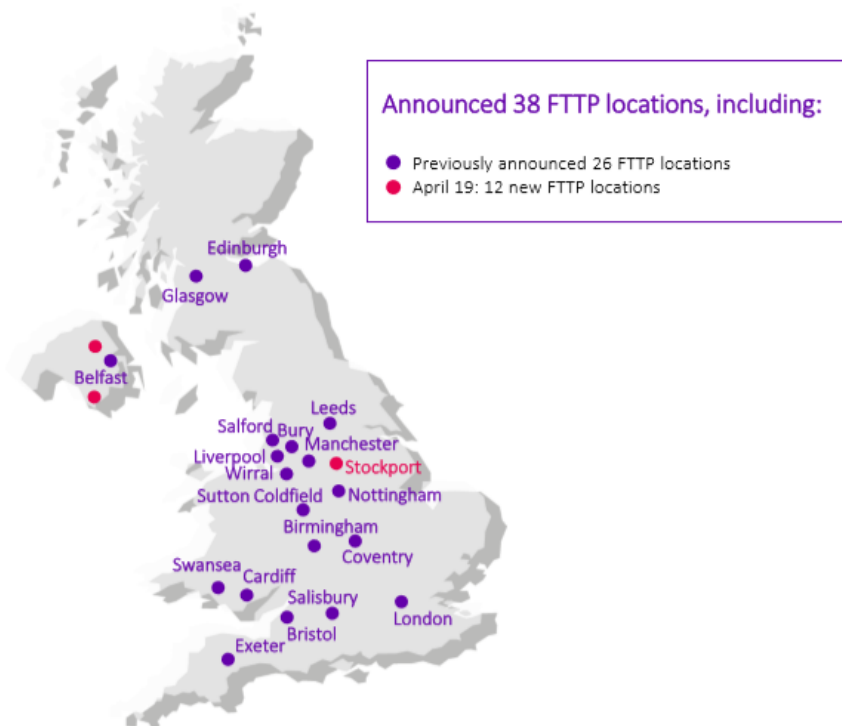 Announced 38 FTTP locations, including:
Previously announced 26 FTTP locations
April 19: 12 new FTTP locations
Edinburgh
Glasgow
Belfast
Leeds
Salford
Bury
Manchester
Liverpool
Stockport
Wirral
Sutton Coldfield
Nottingham
Birmingham
Coventry
Swansea
Cardiff
Salisbury
London
Bristol
Exeter